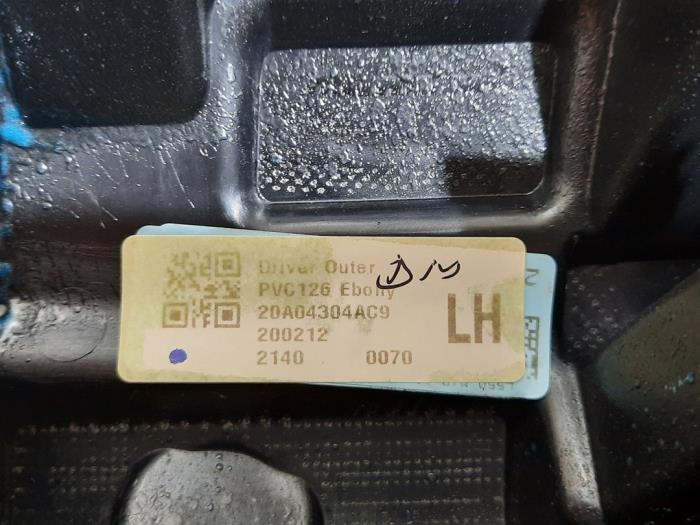 Driver Outer
PVC126 Ebony
20A04304AC9
200212
2140 0070
LH